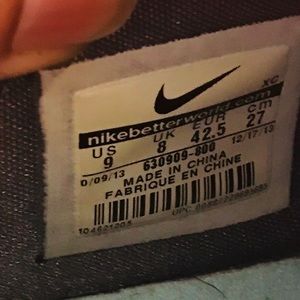 XC
nikebetterworld.com
US UK EUR cm
9 8 42.5 27
630909-800
0/09/13 12/17/13
MADE IN CHINA
FABRIQUE EN CHINE
UPC: